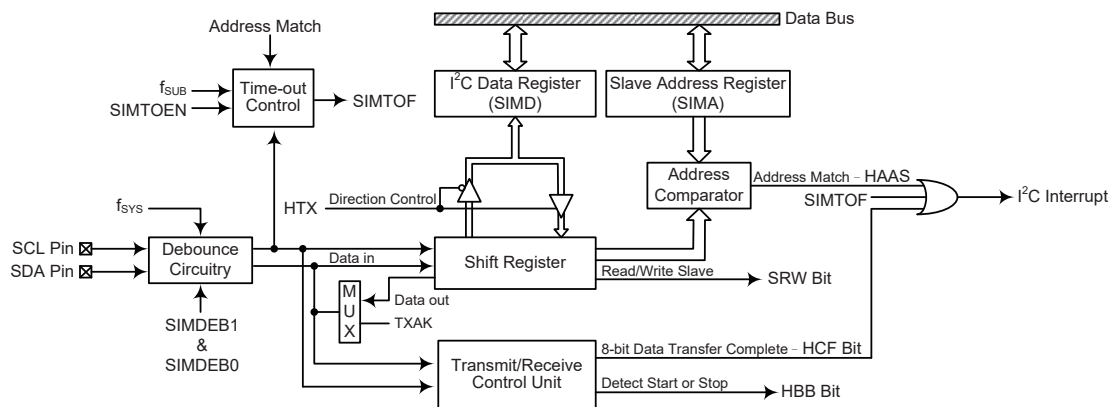 Data Bus
Address Match
fSUB
SIMTOEN
Time-out
Control
SIMTOF
I²C Data Register
(SIMD)
Slave Address Register
(SIMA)
HTX
Direction Control
Address
Comparator
Address Match – HAAS
SIMTOF
I²C Interrupt
fSYS
SCL Pin
SDA Pin
Debounce
Circuitry
Data in
Shift Register
Read/Write Slave
SRW Bit
M
U
X
Data out
TXAK
SIMDEB1
&
SIMDEB0
Transmit/Receive
Control Unit
8-bit Data Transfer Complete – HCF Bit
Detect Start or Stop
HBB Bit